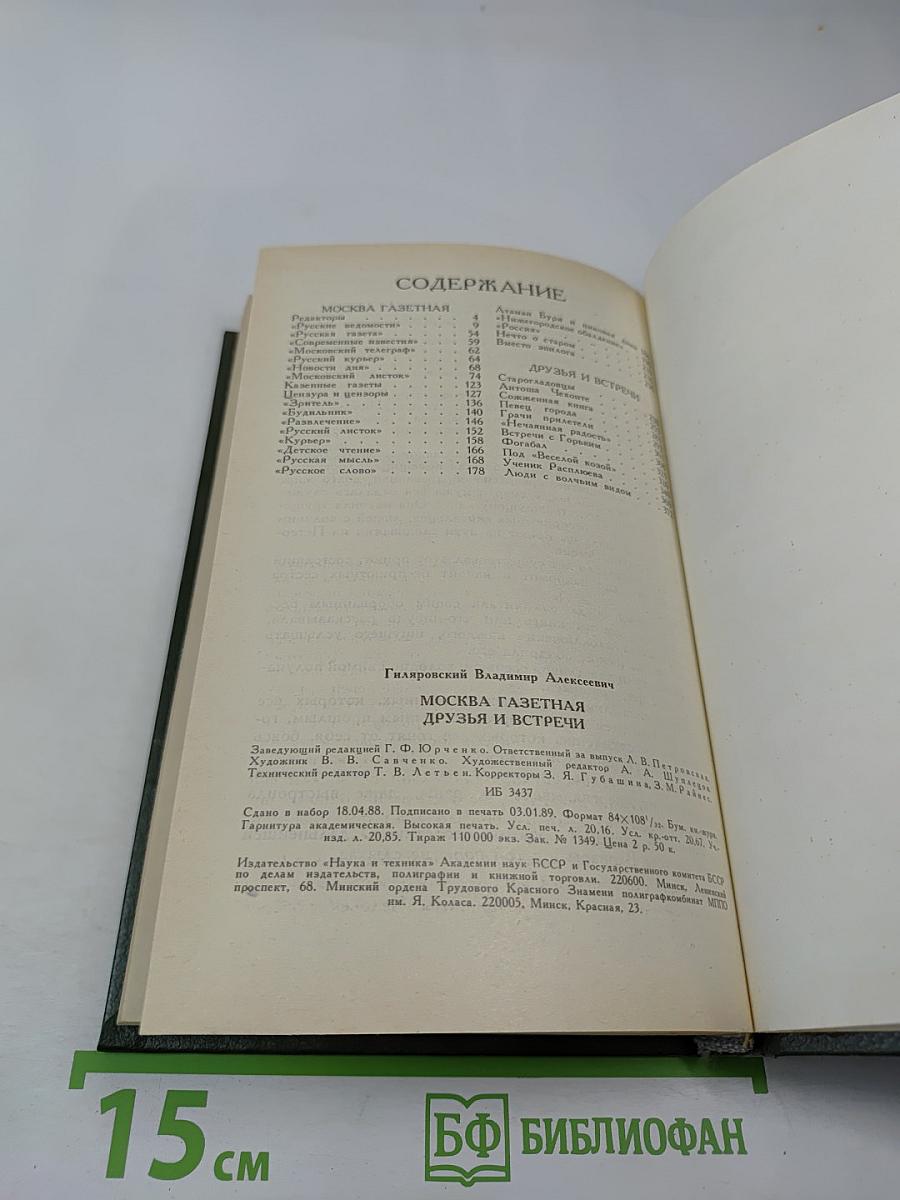 СОДЕРЖАНИЕ
МОСКВА ГАЗЕТНАЯ
Редакторы . . . . . . . 4
«Русские ведомости» . . . . 9
«Русская газета» . . . . . 54
«Современные известия» . . . 59
«Московский телеграф» . . . 62
«Русский курьер» . . . . . 64
«Новости дня» . . . . . . 68
«Московский листок» . . . . 74
Казенные газеты . . . . . 123
Цензура и цензоры . . . . 127
«Зритель» . . . . . . . 136
«Будильник» . . . . . . 140
«Развлечение» . . . . . . 146
«Русский листок» . . . . . 152
«Курьер» . . . . . . . 158
«Детское чтение» . . . . . 166
«Русская мысль» . . . . . 168
«Русское слово» . . . . . 178
Атаман Буря и пиковая дама
«Нижегородское обалдение»
«Россия» . . .
Нечто о старом . . .
Вместо эпилога . . .
ДРУЗЬЯ И ВСТРЕЧИ
Старогладовцы
Антоша Чехонте
Сожженная книга
Певец города . . .
Грачи прилетели . .
«Нечаянная радость»
Встречи с Горьким
Фогабал . . .
Под «Веселой козой»
Ученик Расплюева
Люди с волчьим видом
Гиляровский Владимир Алексеевич
МОСКВА ГАЗЕТНАЯ
ДРУЗЬЯ И ВСТРЕЧИ
Заведующий редакцией Г. Ф. Юрченко. Ответственный за выпуск Л. В. Петровская.
Художник В. В. Савченко. Художественный редактор А. А. Шуплецов.
Технический редактор Т. В. Летьен. Корректоры З. Я. Губашина, З. М. Райнес.
ИБ 3437
Сдано в набор 18.04.88. Подписано в печать 03.01.89. Формат 84×108¹/₃₂. Бум. кн.-журн.
Гарнитура академическая. Высокая печать. Усл. печ. л. 20,16. Усл. кр.-отт. 20,67. Уч.-
изд. л. 20,85. Тираж 110 000 экз. Зак. № 1349. Цена 2 р. 50 к.
Издательство «Наука и техника» Академии наук БССР и Государственного комитета БССР
по делам издательств, полиграфии и книжной торговли. 220600. Минск, Ленинский
проспект, 68. Минский ордена Трудового Красного Знамени полиграфкомбинат МППО
им. Я. Коласа. 220005, Минск, Красная, 23.
15 см
БФ БИБЛИОФАН